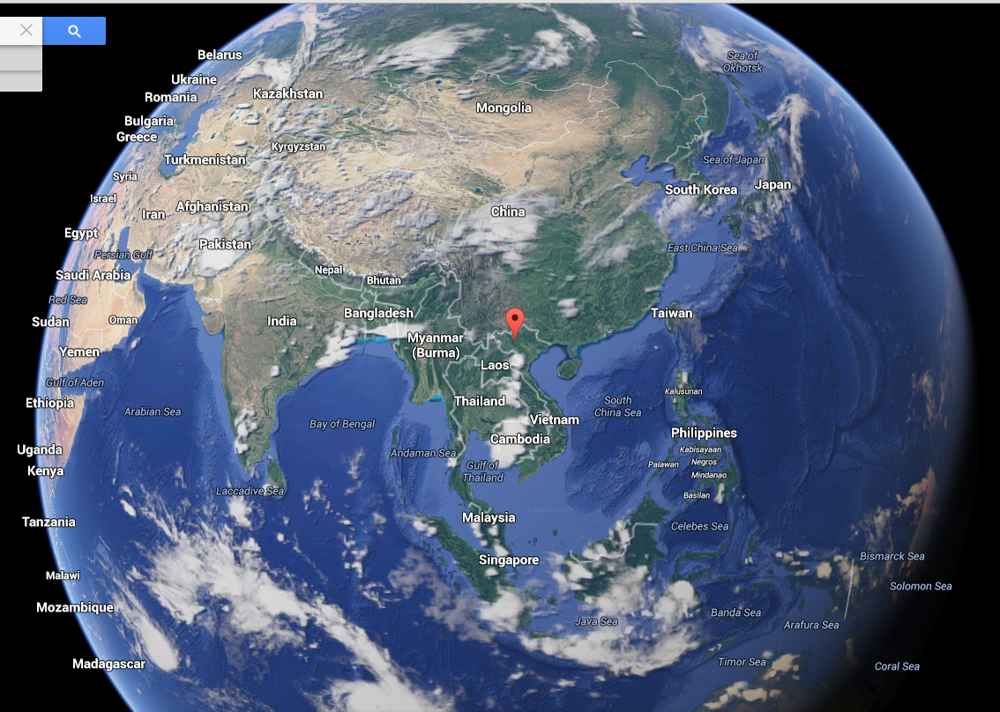 Belarus
Ukraine
Romania
Bulgaria
Greece
Kazakhstan
Mongolia
Sea of
Okhotsk
Kyrgyzstan
Turkmenistan
Syria
Israel
Iran
Afghanistan
Sea of Japan
South Korea
Japan
China
Egypt
Persian Gulf
Pakistan
East China Sea
Saudi Arabia
Nepal
Bhutan
Red Sea
Sudan
Oman
India
Bangladesh
Taiwan
Myanmar
(Burma)
Yemen
Laos
Gulf of Aden
Kalusunan
Ethiopia
Arabian Sea
Thailand
South
China Sea
Bay of Bengal
Vietnam
Cambodia
Philippines
Uganda
Kenya
Andaman Sea
Gulf of
Thailand
Kabisayaan
Palawan
Negros
Mindanao
Laccadive Sea
Basilan
Tanzania
Malaysia
Celebes Sea
Singapore
Bismarck Sea
Malawi
Solomon Sea
Mozambique
Java Sea
Banda Sea
Arafura Sea
Madagascar
Timor Sea
Coral Sea